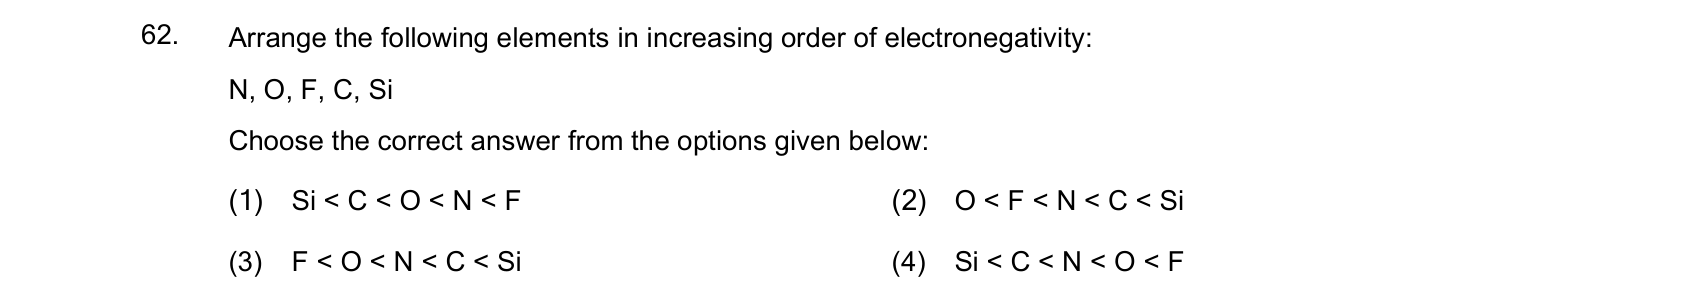 62. Arrange the following elements in increasing order of electronegativity:
N, O, F, C, Si
Choose the correct answer from the options given below:
(1) Si < C < O < N < F (2) O < F < N < C < Si
(3) F < O < N < C < Si (4) Si < C < N < O < F